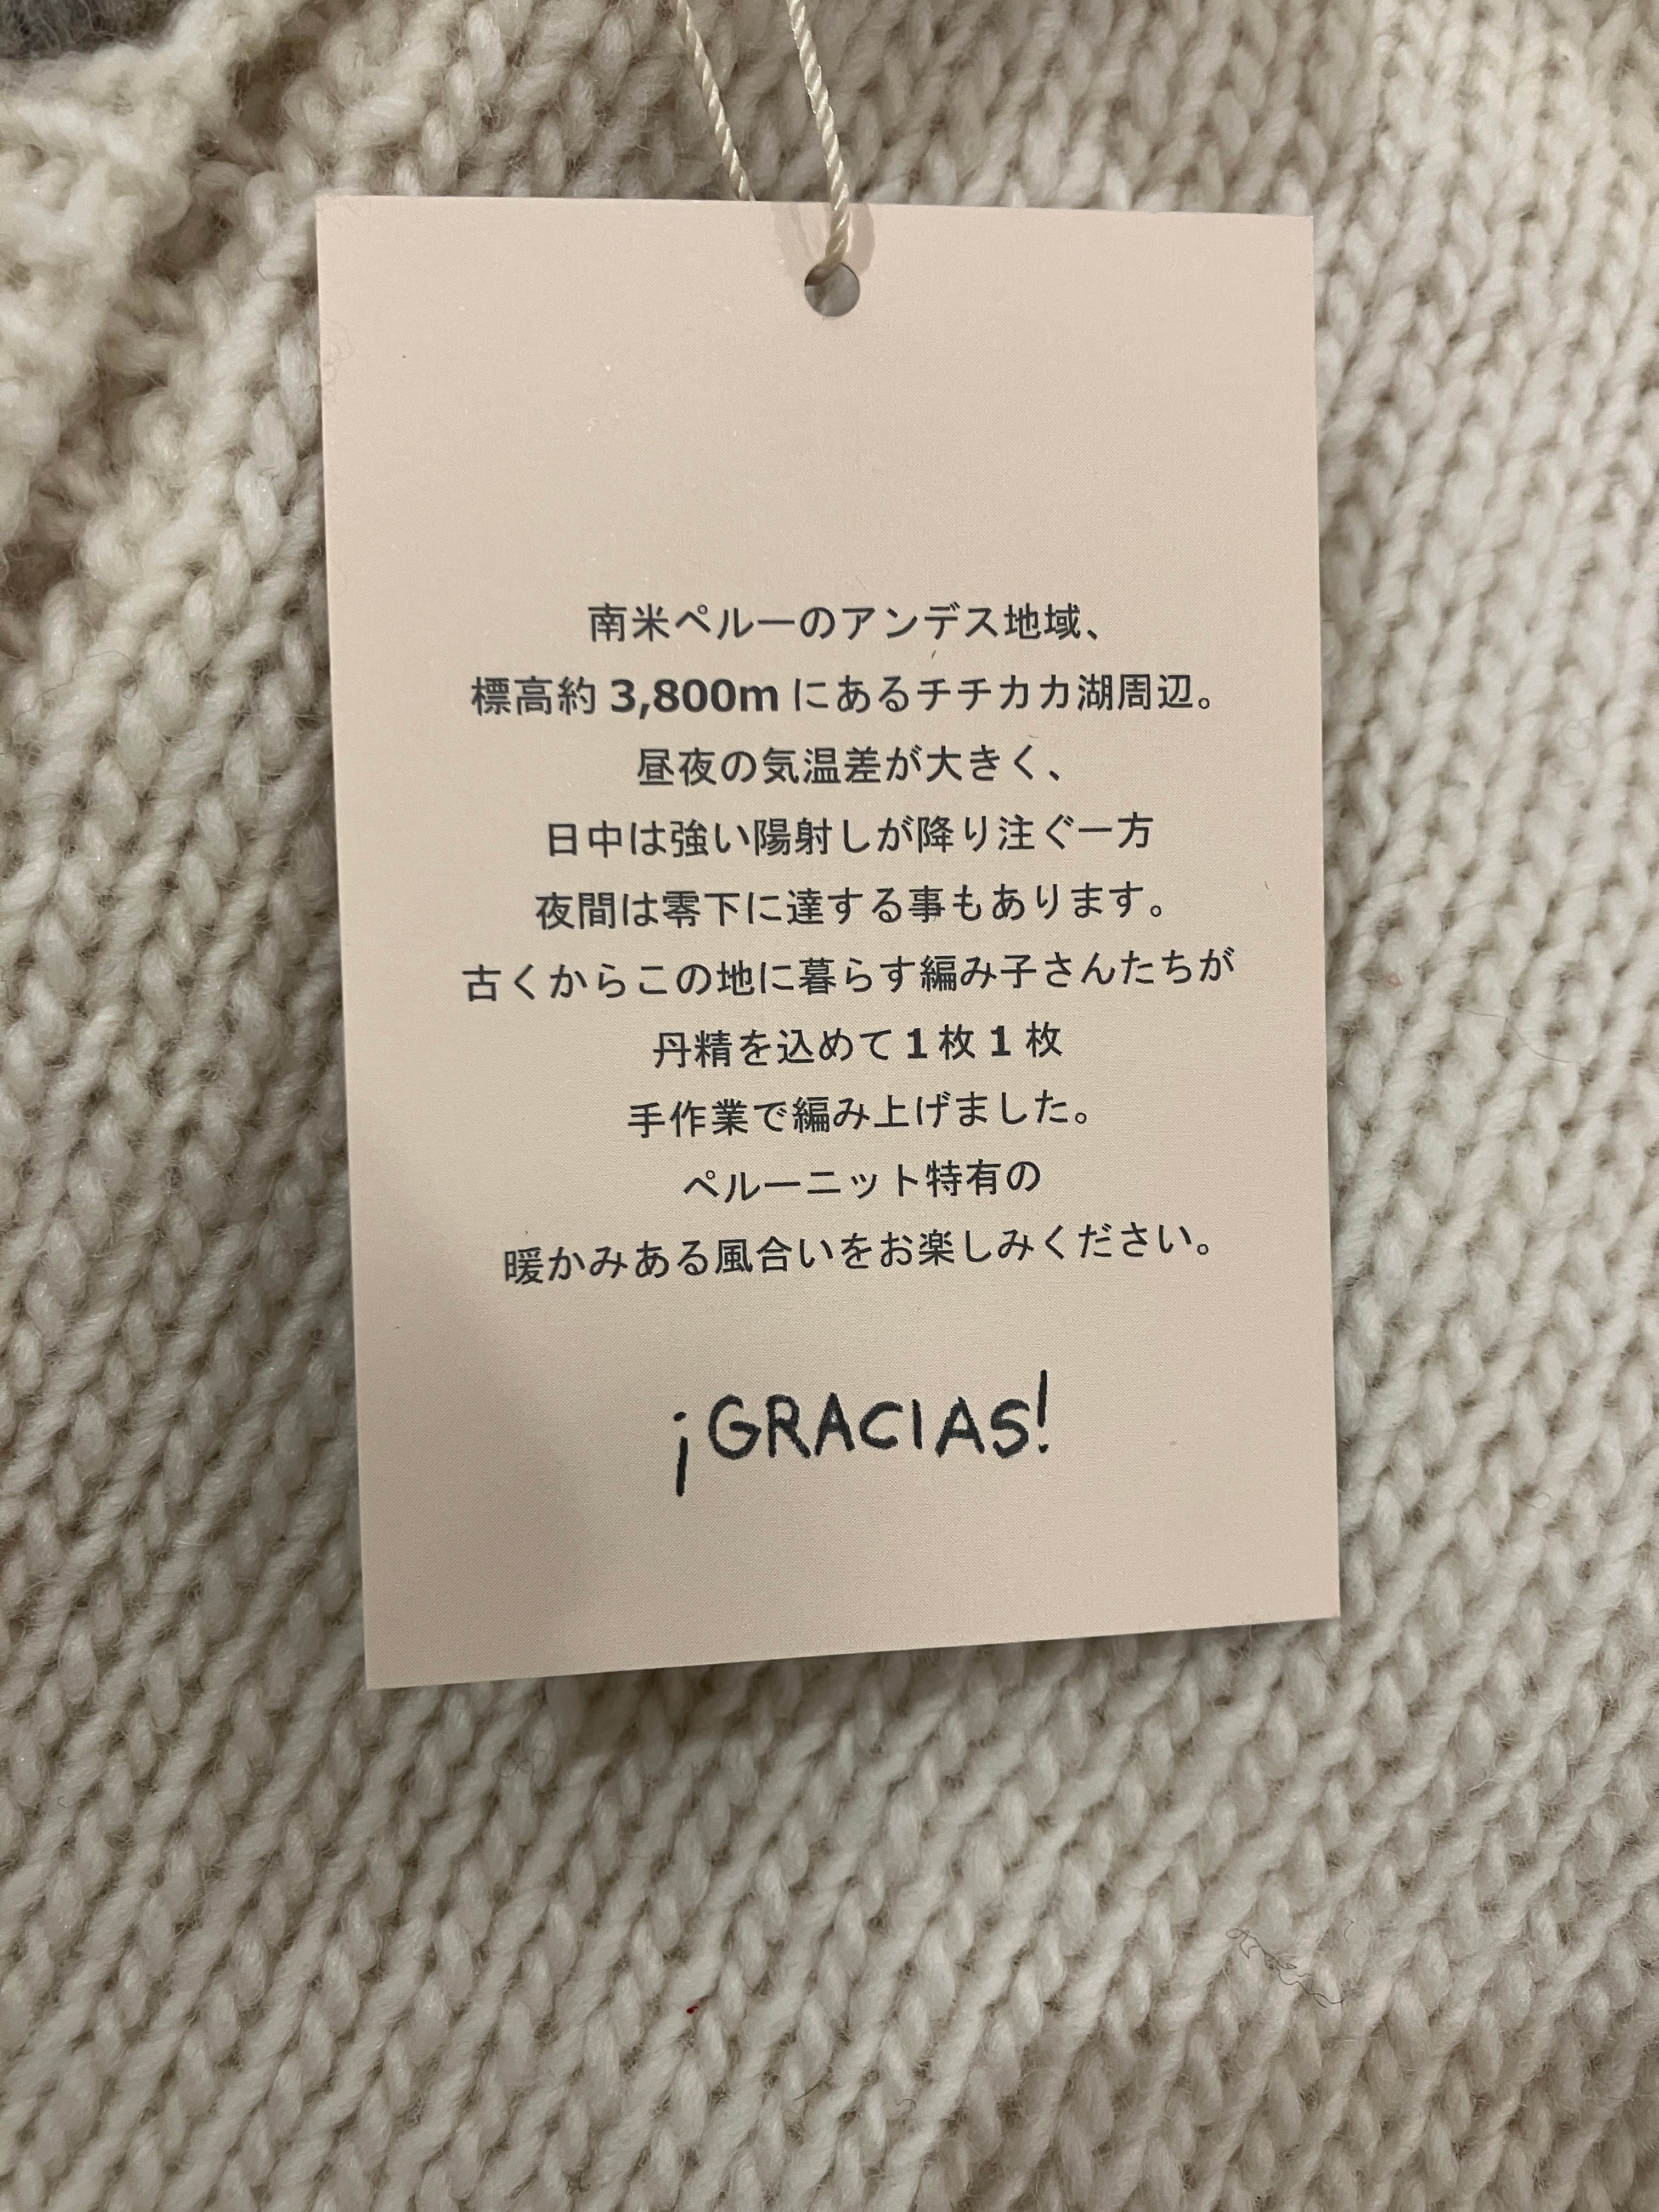 南米ペルーのアンデス地域、
標高約 3,800m にあるチチカカ湖周辺。
昼夜の気温差が大きく、
日中は強い陽射しが降り注ぐ一方
夜間は零下に達する事もあります。
古くからこの地に暮らす編み子さんたちが
丹精を込めて 1 枚 1 枚
手作業で編み上げました。
ペルーニット特有の
暖かみある風合いをお楽しみください。
¡GRACIAS!